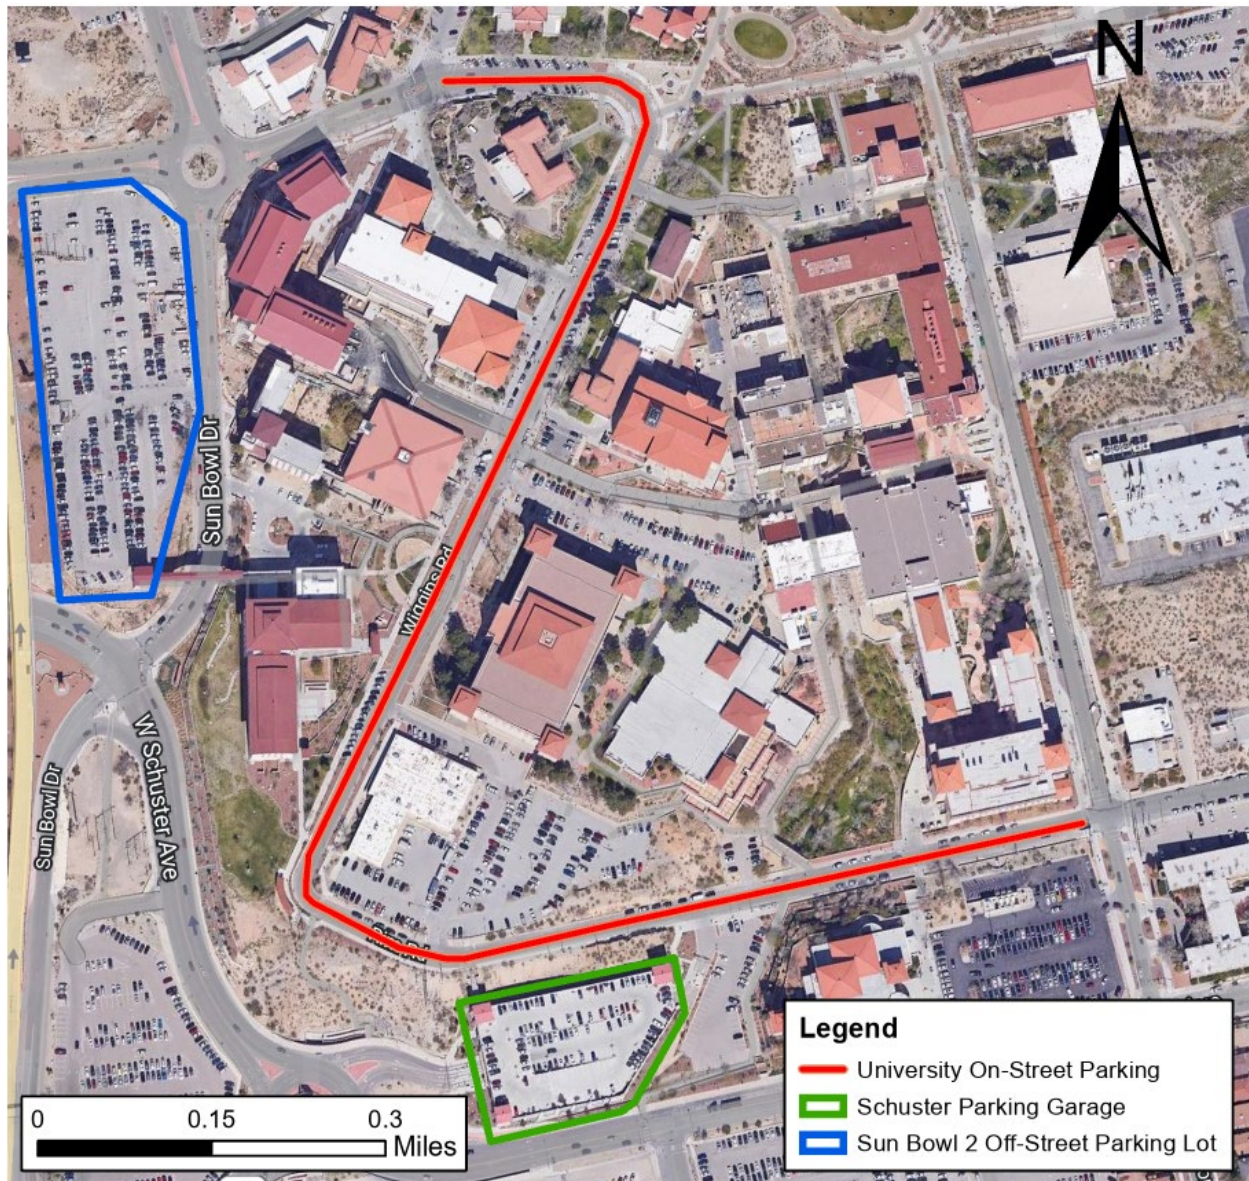 N
Sun Bowl Dr
Wiggins Rd
W Schuster Ave
Sun Bowl Dr
Rd
0 0.15 0.3
Miles
Legend
University On-Street Parking
Schuster Parking Garage
Sun Bowl 2 Off-Street Parking Lot